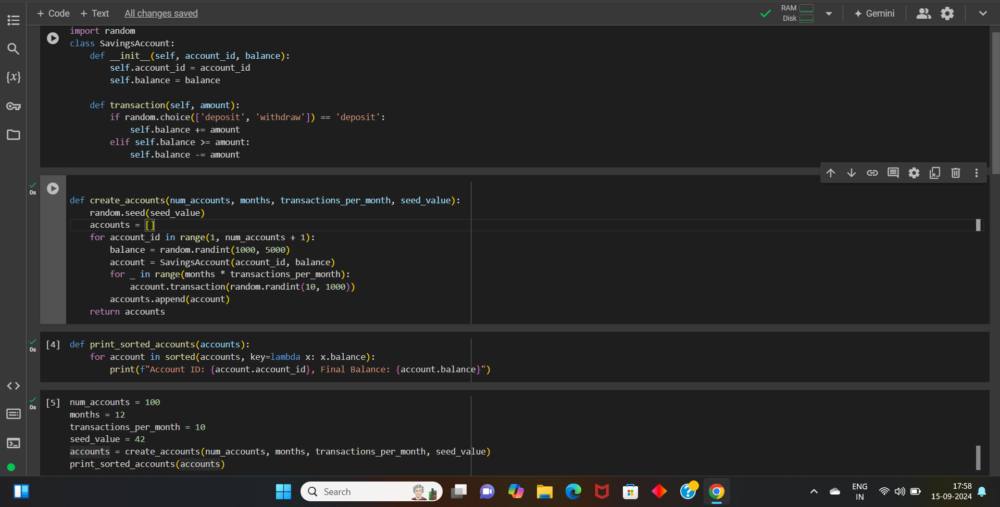 + Code + Text All changes saved
RAM
Disk
Gemini
import random
class SavingsAccount:
    def __init__(self, account_id, balance):
        self.account_id = account_id
        self.balance = balance
    def transaction(self, amount):
        if random.choice(['deposit', 'withdraw']) == 'deposit':
            self.balance += amount
        elif self.balance >= amount:
            self.balance -= amount
{x}
0s
def create_accounts(num_accounts, months, transactions_per_month, seed_value):
    random.seed(seed_value)
    accounts = []
    for account_id in range(1, num_accounts + 1):
        balance = random.randint(1000, 5000)
        account = SavingsAccount(account_id, balance)
        for _ in range(months * transactions_per_month):
            account.transaction(random.randint(10, 1000))
        accounts.append(account)
    return accounts
0s
[4] def print_sorted_accounts(accounts):
    for account in sorted(accounts, key=lambda x: x.balance):
        print(f"Account ID: {account.account_id}, Final Balance: {account.balance}")
0s
[5] num_accounts = 100
months = 12
transactions_per_month = 10
seed_value = 42
accounts = create_accounts(num_accounts, months, transactions_per_month, seed_value)
print_sorted_accounts(accounts)
Search
ENG
IN
17:58
15-09-2024